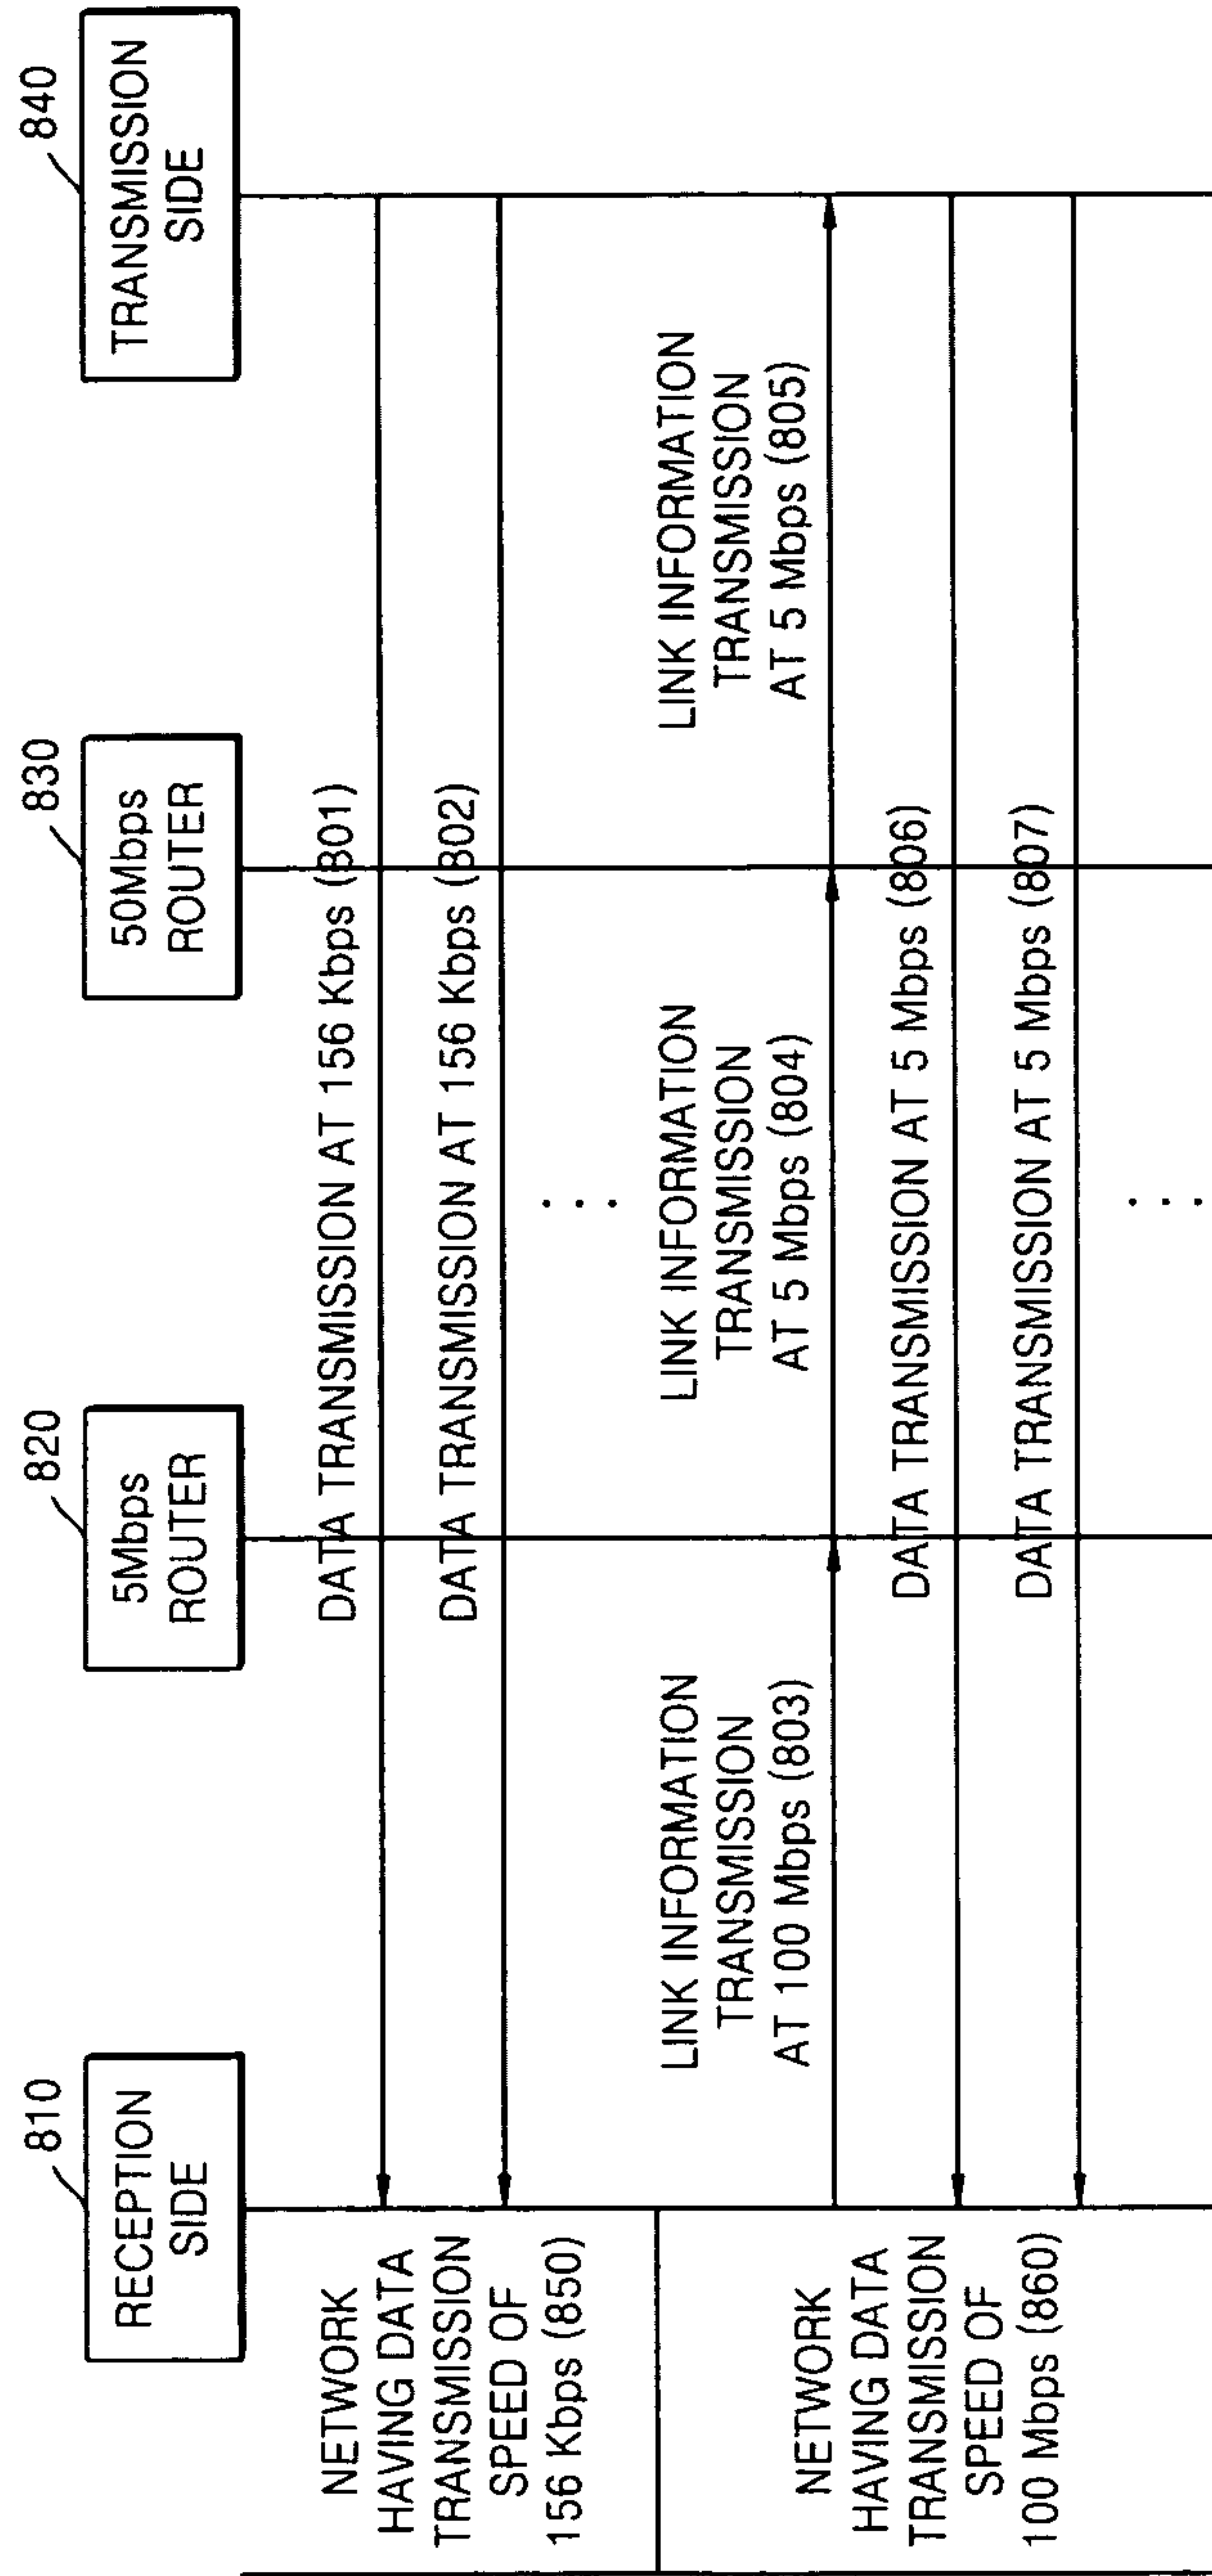 810
RECEPTION
SIDE
820
5Mbps
ROUTER
830
50Mbps
ROUTER
840
TRANSMISSION
SIDE
NETWORK
HAVING DATA
TRANSMISSION
SPEED OF
156 Kbps (850)
DATA TRANSMISSION AT 156 Kbps (801)
DATA TRANSMISSION AT 156 Kbps (802)
. . .
NETWORK
HAVING DATA
TRANSMISSION
SPEED OF
100 Mbps (860)
LINK INFORMATION
TRANSMISSION
AT 100 Mbps (803)
LINK INFORMATION
TRANSMISSION
AT 5 Mbps (804)
LINK INFORMATION
TRANSMISSION
AT 5 Mbps (805)
DATA TRANSMISSION AT 5 Mbps (806)
DATA TRANSMISSION AT 5 Mbps (807)
. . .